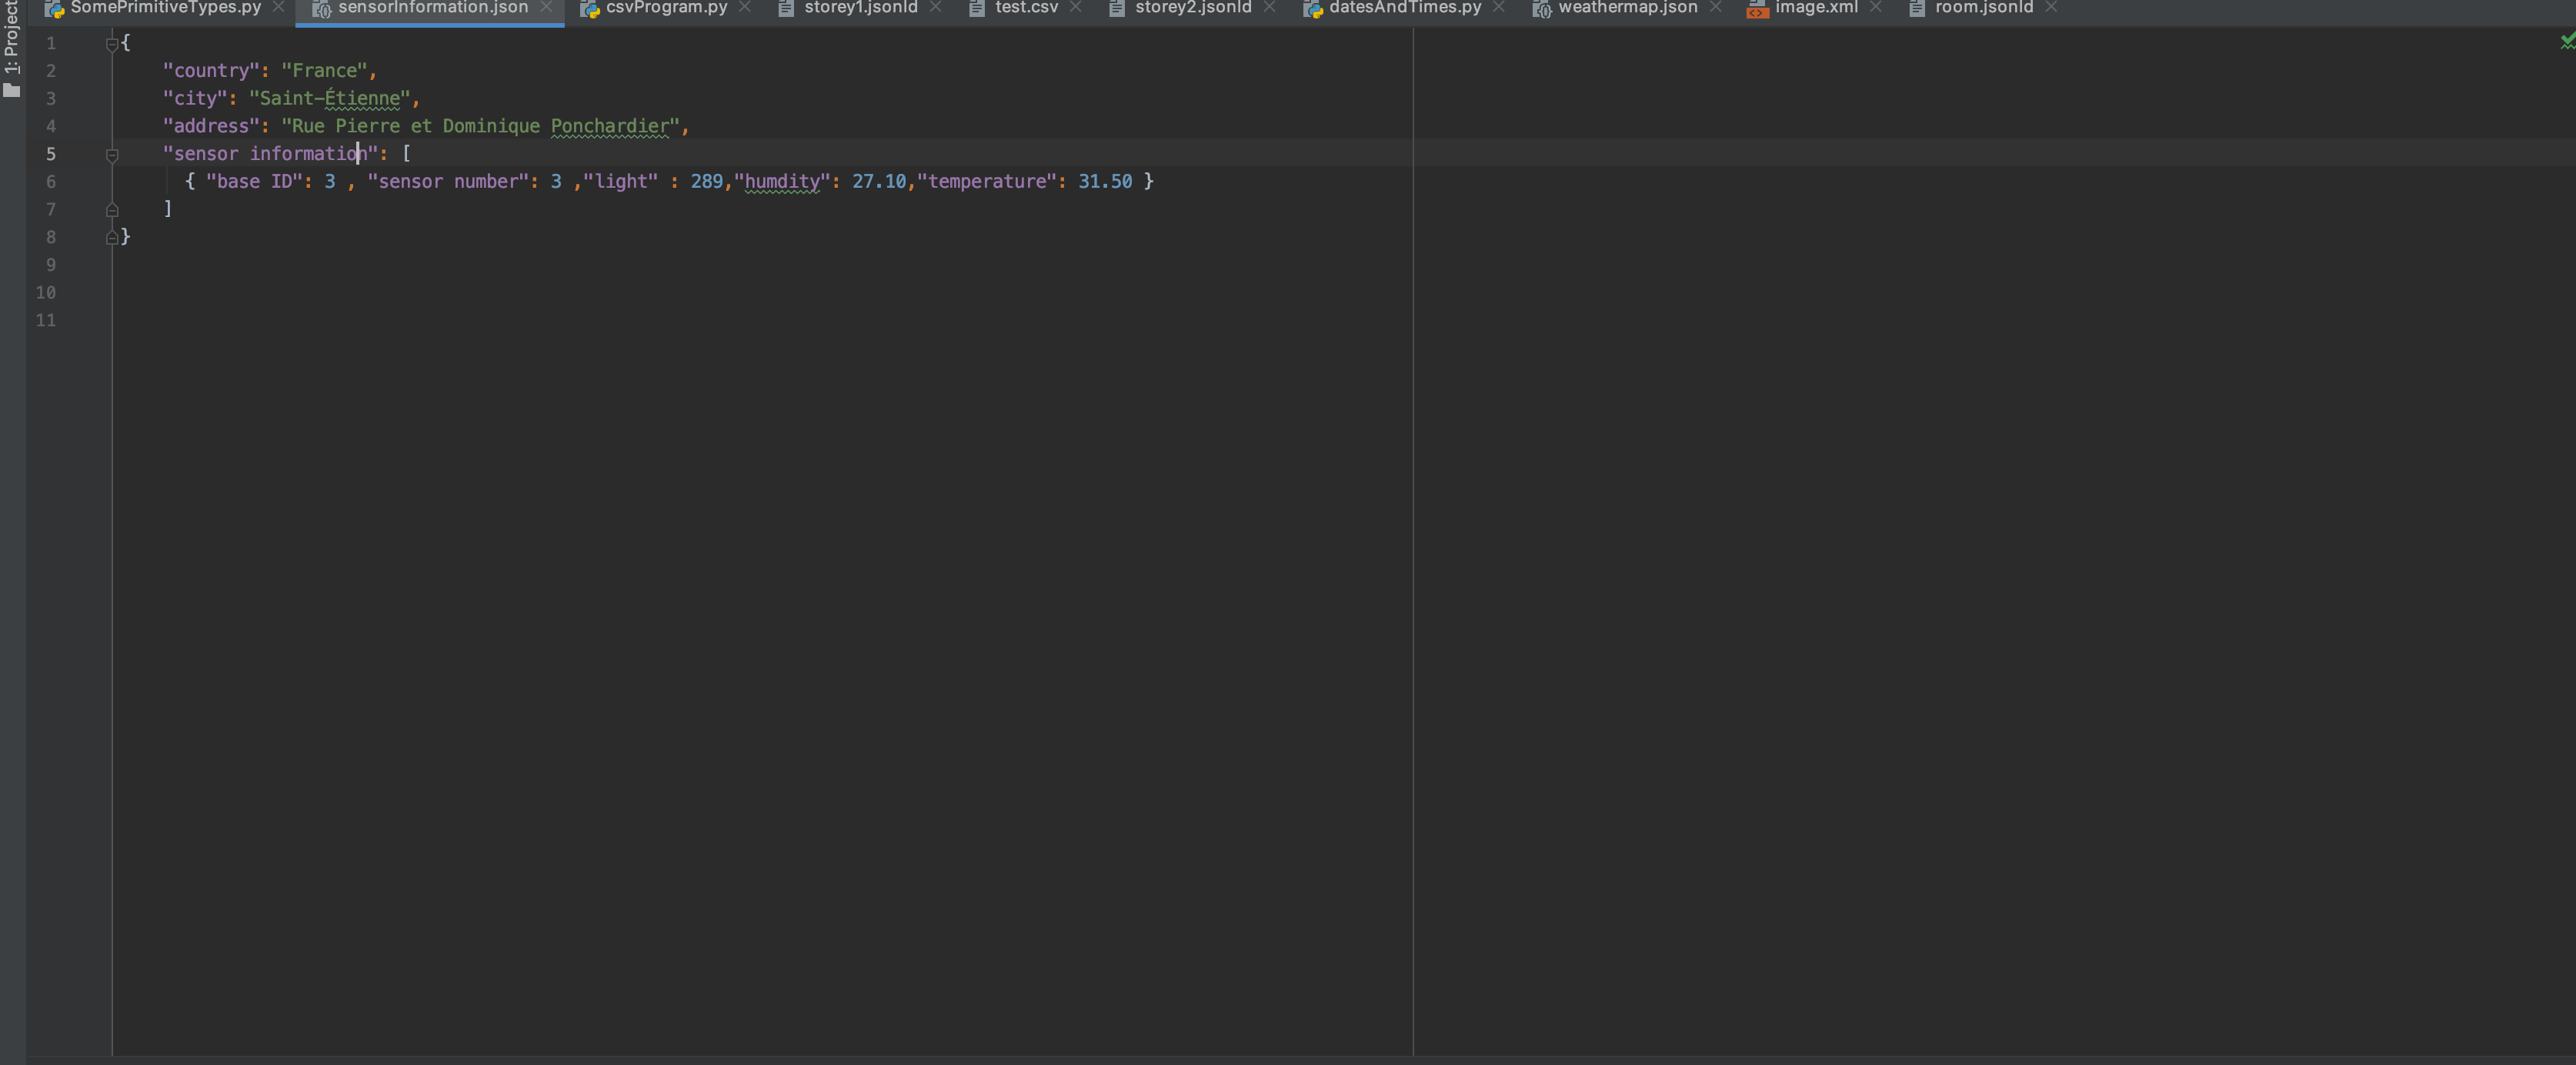 SomePrimitiveTypes.py sensorInformation.json csvProgram.py storey1.jsonld test.csv storey2.jsonld datesAndTimes.py weathermap.json image.xml room.jsonld
1: Project
1 {
2 "country": "France",
3 "city": "Saint-Étienne",
4 "address": "Rue Pierre et Dominique Ponchardier",
5 "sensor information": [
6 { "base ID": 3 , "sensor number": 3 ,"light" : 289,"humdity": 27.10,"temperature": 31.50 }
7 ]
8 }
9
10
11